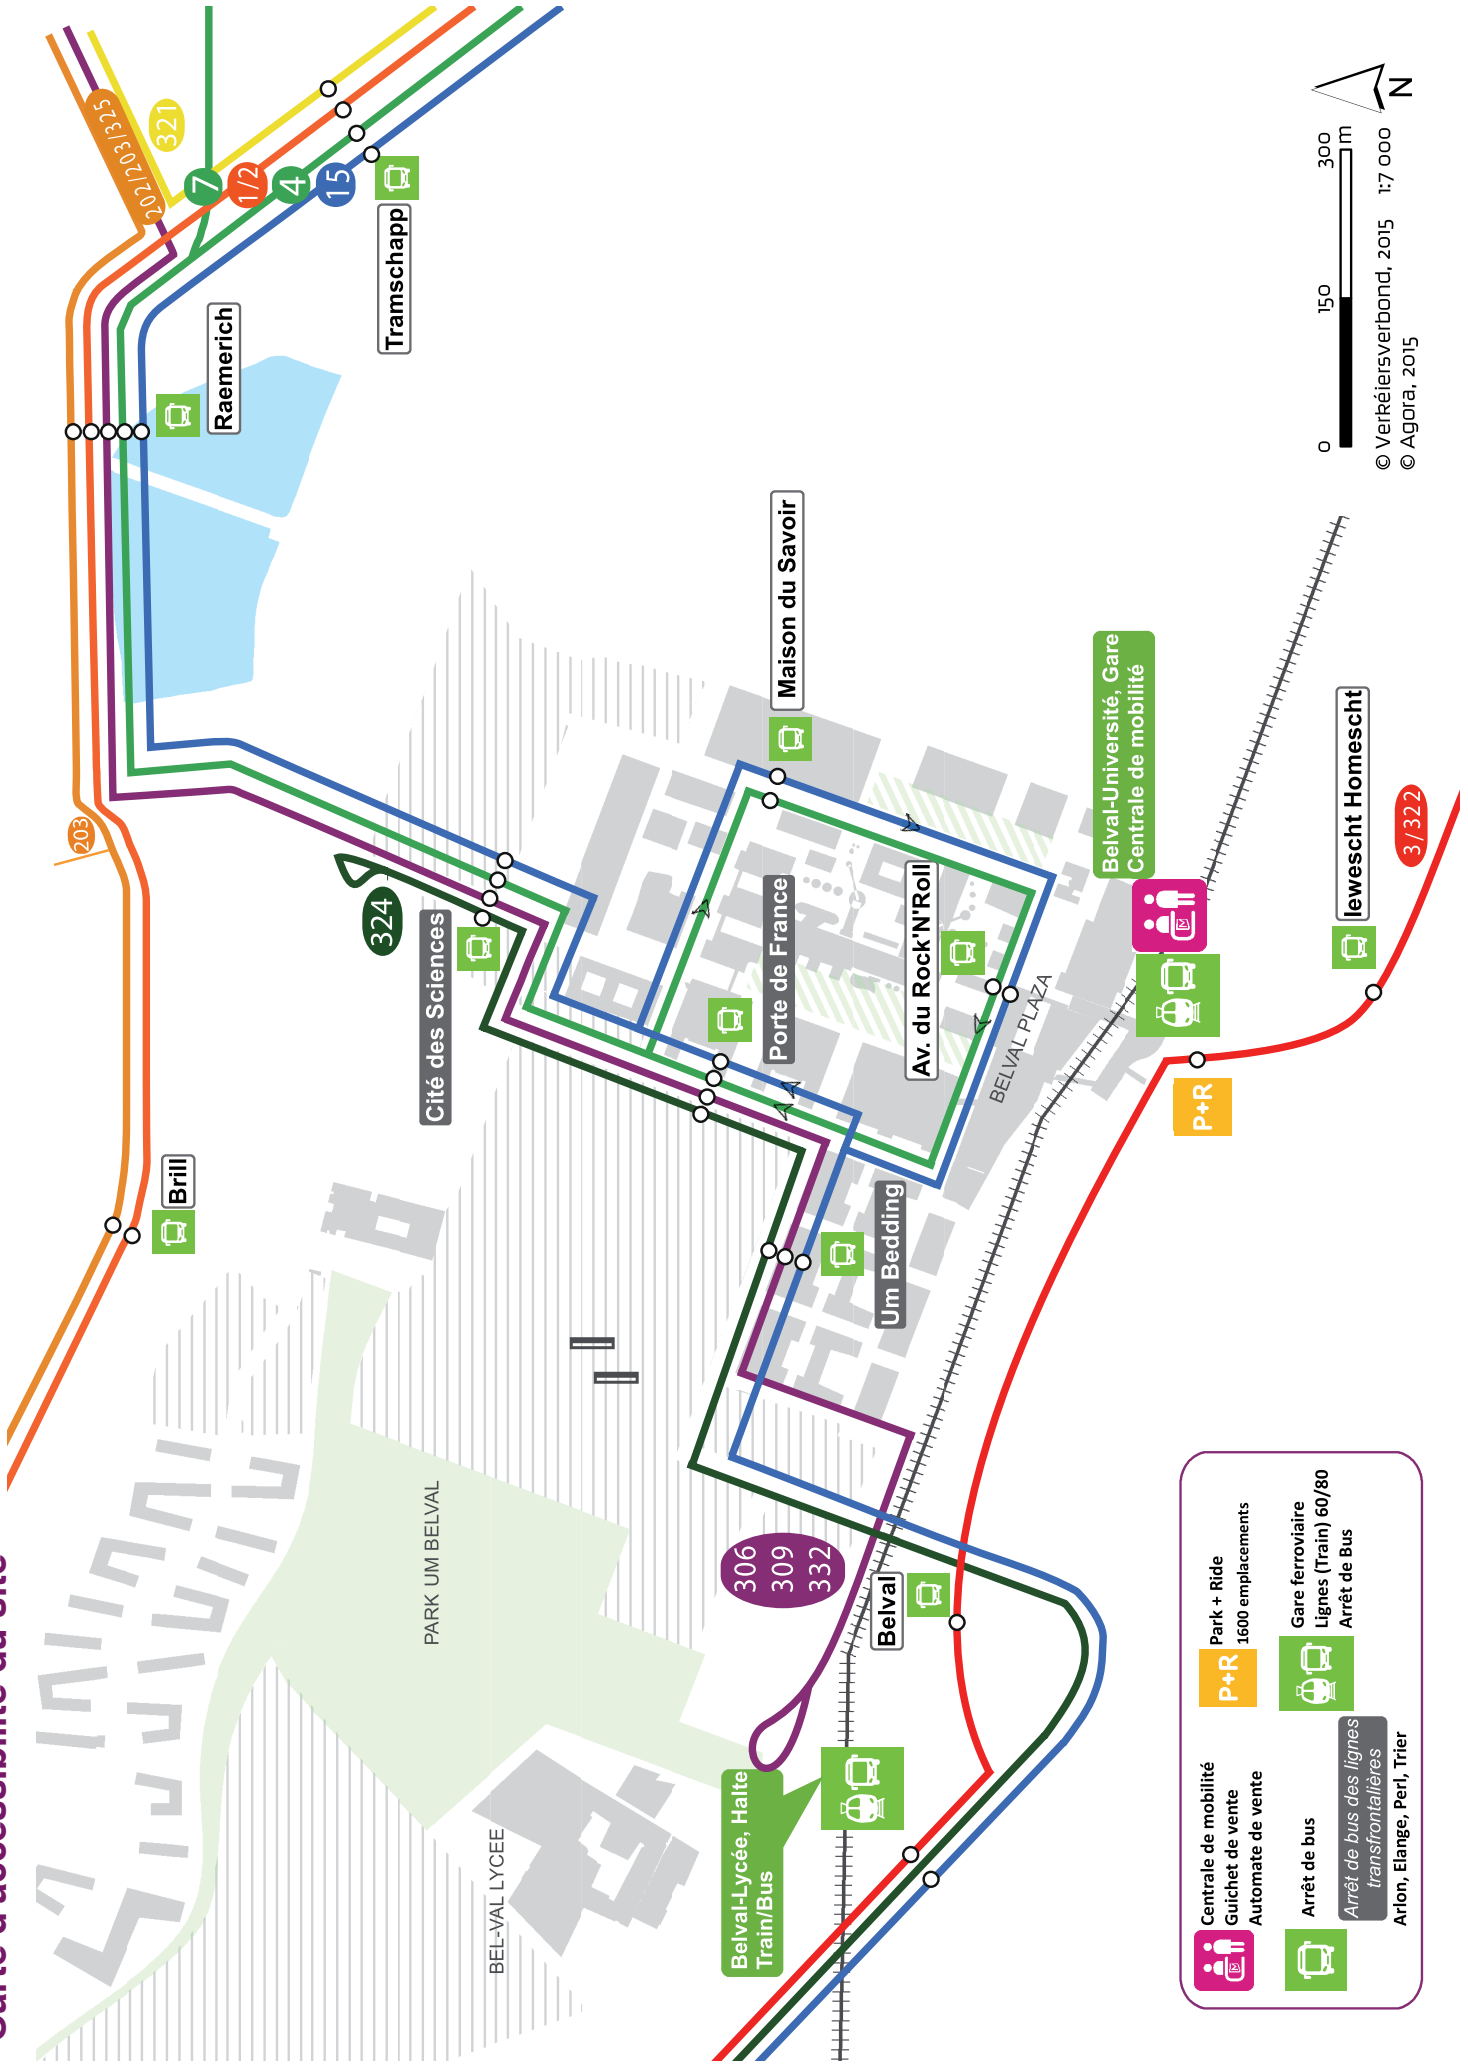 202/203/325
321
7
1/2
4
15
Tramschapp
Raemerich
203
324
Cité des Sciences
Brill
Maison du Savoir
Porte de France
Av. du Rock'N'Roll
BELVAL PLAZA
Um Bedding
Belval-Université, Gare
Centrale de mobilité
Iewescht Homescht
3/322
P+R
PARK UM BELVAL
306
309
332
Belval
BEL-VAL LYCEE
Belval-Lycée, Halte
Train/Bus
N
0 150 300
m
© Verkéiersverbond, 2015 1:7 000
© Agora, 2015
Centrale de mobilité
Guichet de vente
Automate de vente
P+R
Park + Ride
1600 emplacements
Arrêt de bus
Gare ferroviaire
Lignes (Train) 60/80
Arrêt de Bus
Arrêt de bus des lignes
transfrontalières
Arlon, Elange, Perl, Trier